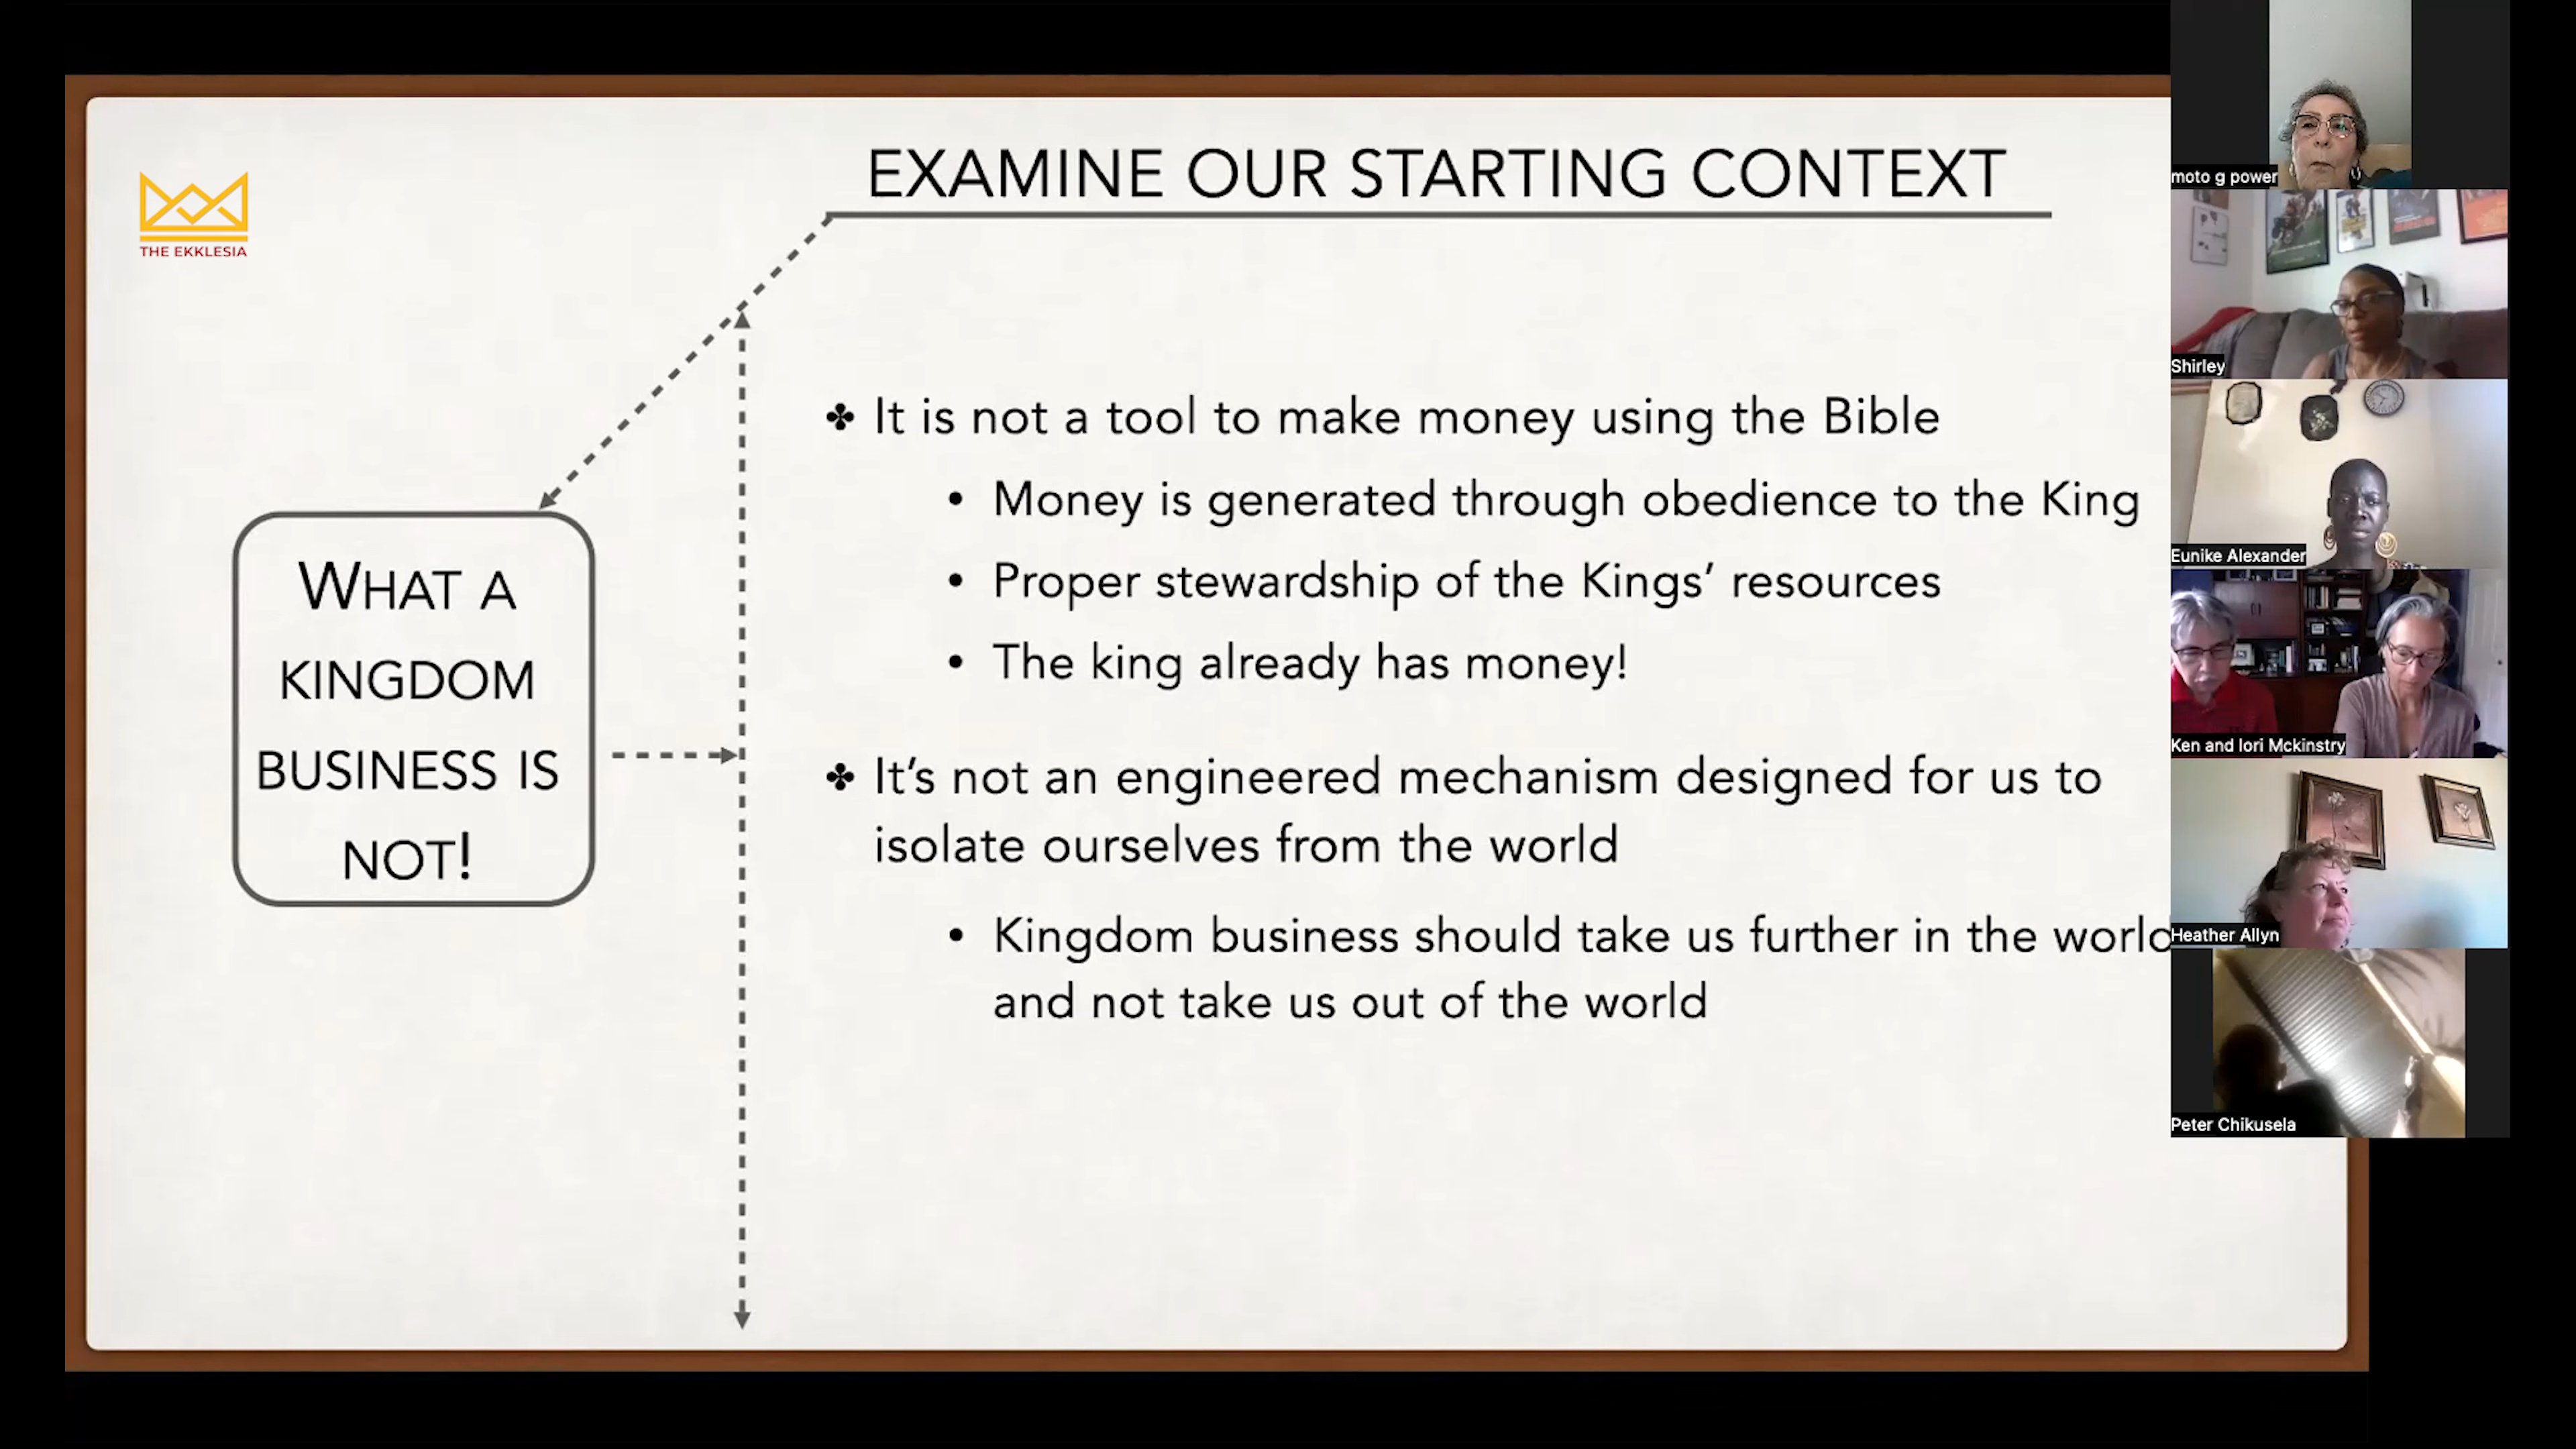 EXAMINE OUR STARTING CONTEXT
THE EKKLESIA
WHAT A
KINGDOM
BUSINESS IS
NOT!
It is not a tool to make money using the Bible
• Money is generated through obedience to the King
• Proper stewardship of the Kings’ resources
• The king already has money!
It’s not an engineered mechanism designed for us to
isolate ourselves from the world
• Kingdom business should take us further in the world
and not take us out of the world
moto g power
Shirley
Eunike Alexander
Ken and lori Mckinstry
Heather Allyn
Peter Chikusela